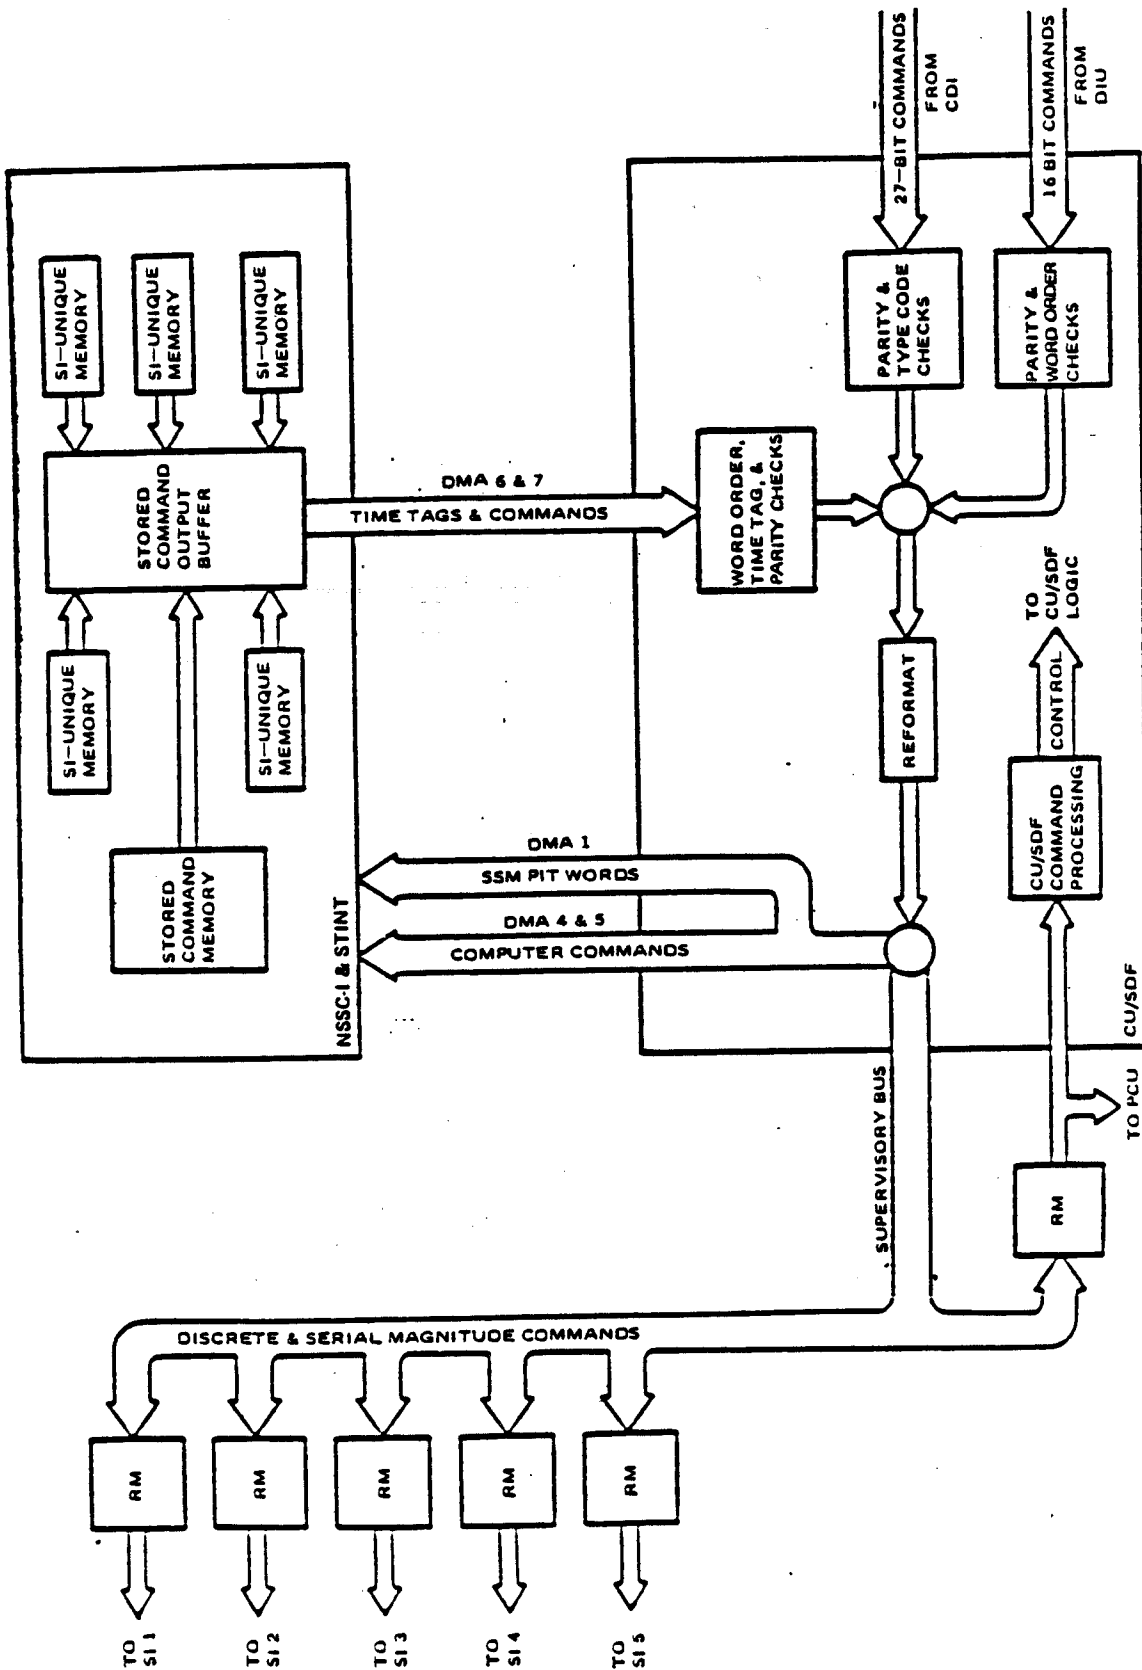 TO
SI 1
TO
SI 2
TO
SI 3
TO
SI 4
TO
SI 5
RM
RM
RM
RM
RM
DISCRETE & SERIAL MAGNITUDE COMMANDS
SUPERVISORY BUS
RM
TO PCU
NSSC-I & STINT
STORED
COMMAND
MEMORY
SI-UNIQUE
MEMORY
SI-UNIQUE
MEMORY
STORED
COMMAND
OUTPUT
BUFFER
SI-UNIQUE
MEMORY
SI-UNIQUE
MEMORY
SI-UNIQUE
MEMORY
DMA 4 & 5
COMPUTER COMMANDS
DMA 1
SSM PIT WORDS
DMA 6 & 7
TIME TAGS & COMMANDS
CU/SDF
CU/SDF
COMMAND
PROCESSING
CONTROL
TO
CU/SDF
LOGIC
REFORMAT
WORD ORDER,
TIME TAG, &
PARITY CHECKS
PARITY &
TYPE CODE
CHECKS
PARITY &
WORD ORDER
CHECKS
27-BIT COMMANDS
FROM
CDI
16 BIT COMMANDS
FROM
DIU